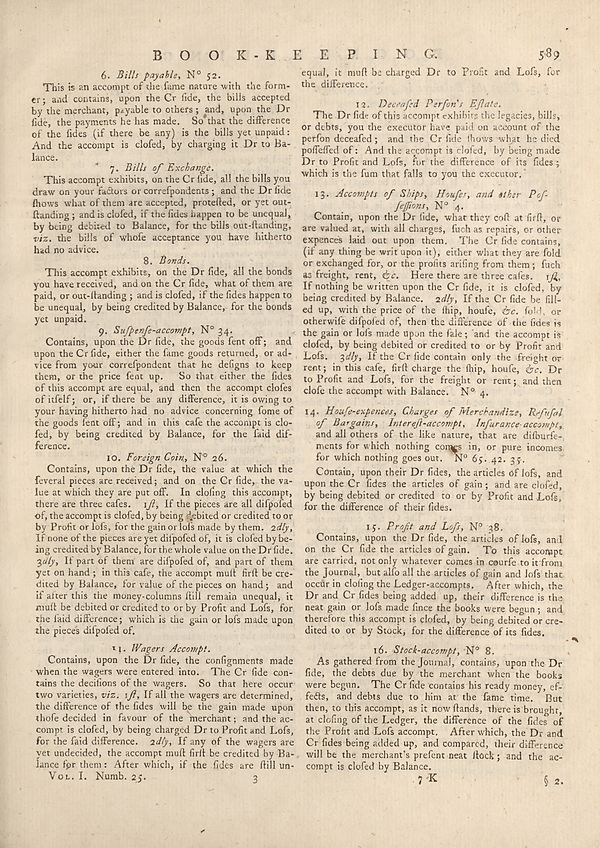 BOOK-KEEPING. 589
6. Bills payable, N° 52.
This is an accompt of the ſame nature with the form-
er; and contains, upon the Cr ſide, the bills accepted
by the merchant, payable to others; and, upon the Dr
ſide, the payments he has made. So that the difference
of the ſides (if there be any) is the bills yet unpaid:
And the accompt is cloſed, by charging it Dr to Ba-
lance.
7. Bills of Exchange.
This accompt exhibits, on the Cr ſide, all the bills you
draw on your factors or correſpondents; and the Dr ſide
ſhows what of them are accepted, proteſted, or yet out-
ſtanding; and is cloſed, if the ſides happen to be unequal,
by being debited to Balance, for the bills out-ſtanding,
viz. the bills of whoſe acceptance you have hitherto
had no advice.
8. Bonds.
This accompt exhibits, on the Dr ſide, all the bonds
you have received, and on the Cr ſide, what of them are
paid, or out-ſtanding; and is cloſed, if the ſides happen to
be unequal, by being credited by Balance, for the bonds
yet unpaid.
9. Suſpenſe-accompt, N° 34.
Contains, upon the Dr ſide, the goods ſent off; and
upon the Cr ſide, either the ſame goods returned, or ad-
vice from your correſpondent that he deſigns to keep
them, or the price ſent up. So that either the ſides
of this accompt are equal, and then the accompt cloſes
of itſelf; or, if there be any difference, it is owing to
your having hitherto had no advice concerning ſome of
the goods ſent off; and in this caſe the accompt is clo-
ſed, by being credited by Balance, for the ſaid dif-
ference.
10. Foreign Coin, N° 26.
Contains, upon the Dr ſide, the value at which the
ſeveral pieces are received; and on the Cr ſide, the va-
lue at which they are put off. In cloſing this accompt,
there are three caſes. 1ſt, If the pieces are all diſpoſed
of, the accompt is cloſed, by being debited or credited to or
by Profit or loſs, for the gain or loſs made by them. 2dly,
If none of the pieces are yet diſpoſed of, it is cloſed by be-
ing credited by Balance, for the whole value on the Dr ſide.
3dly, If part of them are diſpoſed of, and part of them
yet on hand; in this caſe, the accompt muſt firſt be cre-
dited by Balance, for value of the pieces on hand; and
if after this the money-columns ſtill remain unequal, it
muſt be debited or credited to or by Profit and Loſs, for
the ſaid difference; which is the gain or loſs made upon
the pieces diſpoſed of.
11. Wagers Accompt.
Contains, upon the Dr ſide, the conſignments made
when the wagers were entered into. The Cr ſide con-
tains the deciſions of the wagers. So that here occur
two varieties, viz. 1ſt, If all the wagers are determined,
the difference of the ſides will be the gain made upon
thoſe decided in favour of the merchant; and the ac-
compt is cloſed, by being charged Dr to Profit and Loſs,
for the ſaid difference. 2dly, If any of the wagers are
yet undecided, the accompt muſt firſt be credited by Ba-
lance for them: After which, if the ſides are ſtill un-
VOL. I. Numb. 25. 3
equal, it muſt be charged Dr to Profit and Loſs, for
the difference.
12. Deceaſed Perſon's Eſtate.
The Dr ſide of this accompt exhibits the legacies, bills,
or debts, you the executor have paid on account of the
perſon deceaſed; and the Cr ſide ſhows what he died
poſſeſſed of: And the accompt is cloſed, by being made
Dr to Profit and Loſs, for the difference of its ſides;
which is the ſum that falls to you the executor.
13. Accompts of Ships, Houſes, and other Poſ-
ſeſſions, N° 4.
Contain, upon the Dr ſide, what they coſt at firſt, or
are valued at, with all charges, ſuch as repairs, or other
expences laid out upon them. The Cr ſide contains,
(if any thing be writ upon it), either what they are ſold
or exchanged for, or the profits ariſing from them; ſuch
as freight, rent, &c. Here there are three caſes. 1ſt,
If nothing be written upon the Cr ſide, it is cloſed, by
being credited by Balance. 2dly, If the Cr ſide be fill-
ed up, with the price of the ſhip, houſe, &c. ſold, or
otherwiſe diſpoſed of, then the difference of the ſides is
the gain or loſs made upon the ſale; and the accompt is
cloſed, by being debited or credited to or by Profit and
Loſs. 3dly, If the Cr ſide contain only the freight or
rent; in this caſe, firſt charge the ſhip, houſe, &c. Dr
to Profit and Loſs, for the freight or rent; and then
cloſe the accompt with Balance. N° 4.
14. Houſe-expences, Charges of Merchandize, Refuſal
of Bargains, Intereſt-accompt, Inſurance-accompt,
and all others of the like nature, that are diſburſe-
ments for which nothing comes in, or pure incomes
for which nothing goes out. N° 65. 42. 35.
Contain, upon their Dr ſides, the articles of loſs, and
upon the Cr ſides the articles of gain; and are cloſed,
by being debited or credited to or by Profit and Loſs,
for the difference of their ſides.
15. Profit and Loſs, N° 38.
Contains, upon the Dr ſide, the articles of loſs, and
on the Cr ſide the articles of gain. To this accompt
are carried, not only whatever comes in courſe to it from
the Journal, but alſo all the articles of gain and loſs that
occur in cloſing the Ledger-accompts. After which, the
Dr and Cr ſides being added up, their difference is the
neat gain or loſs made ſince the books were begun; and
therefore this accompt is cloſed, by being debited or cre-
dited to or by Stock, for the difference of its ſides.
16. Stock-accompt, N° 8.
As gathered from the Journal, contains, upon the Dr
ſide, the debts due by the merchant when the books
were begun. The Cr ſide contains his ready money, ef-
fects, and debts due to him at the ſame time. But
then, to this accompt, as it now ſtands, there is brought,
at cloſing of the Ledger, the difference of the ſides of
the Profit and Loſs accompt. After which, the Dr and
Cr ſides being added up, and compared, their difference
will be the merchant's preſent neat ſtock; and the ac-
compt is cloſed by Balance.
7 K § 2.